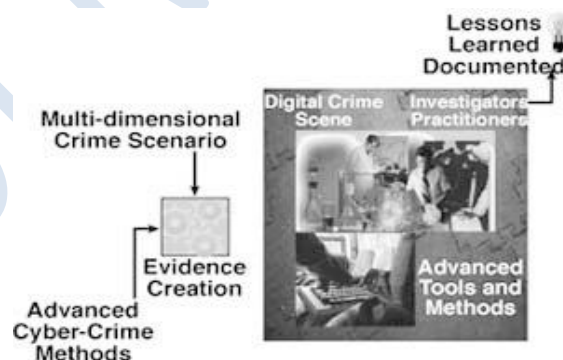 Lessons
Learned
Documented
Digital Crime
Scene
Investigators
Practitioners
Multi-dimensional
Crime Scenario
Evidence
Creation
Advanced
Tools and
Methods
Advanced
Cyber-Crime
Methods